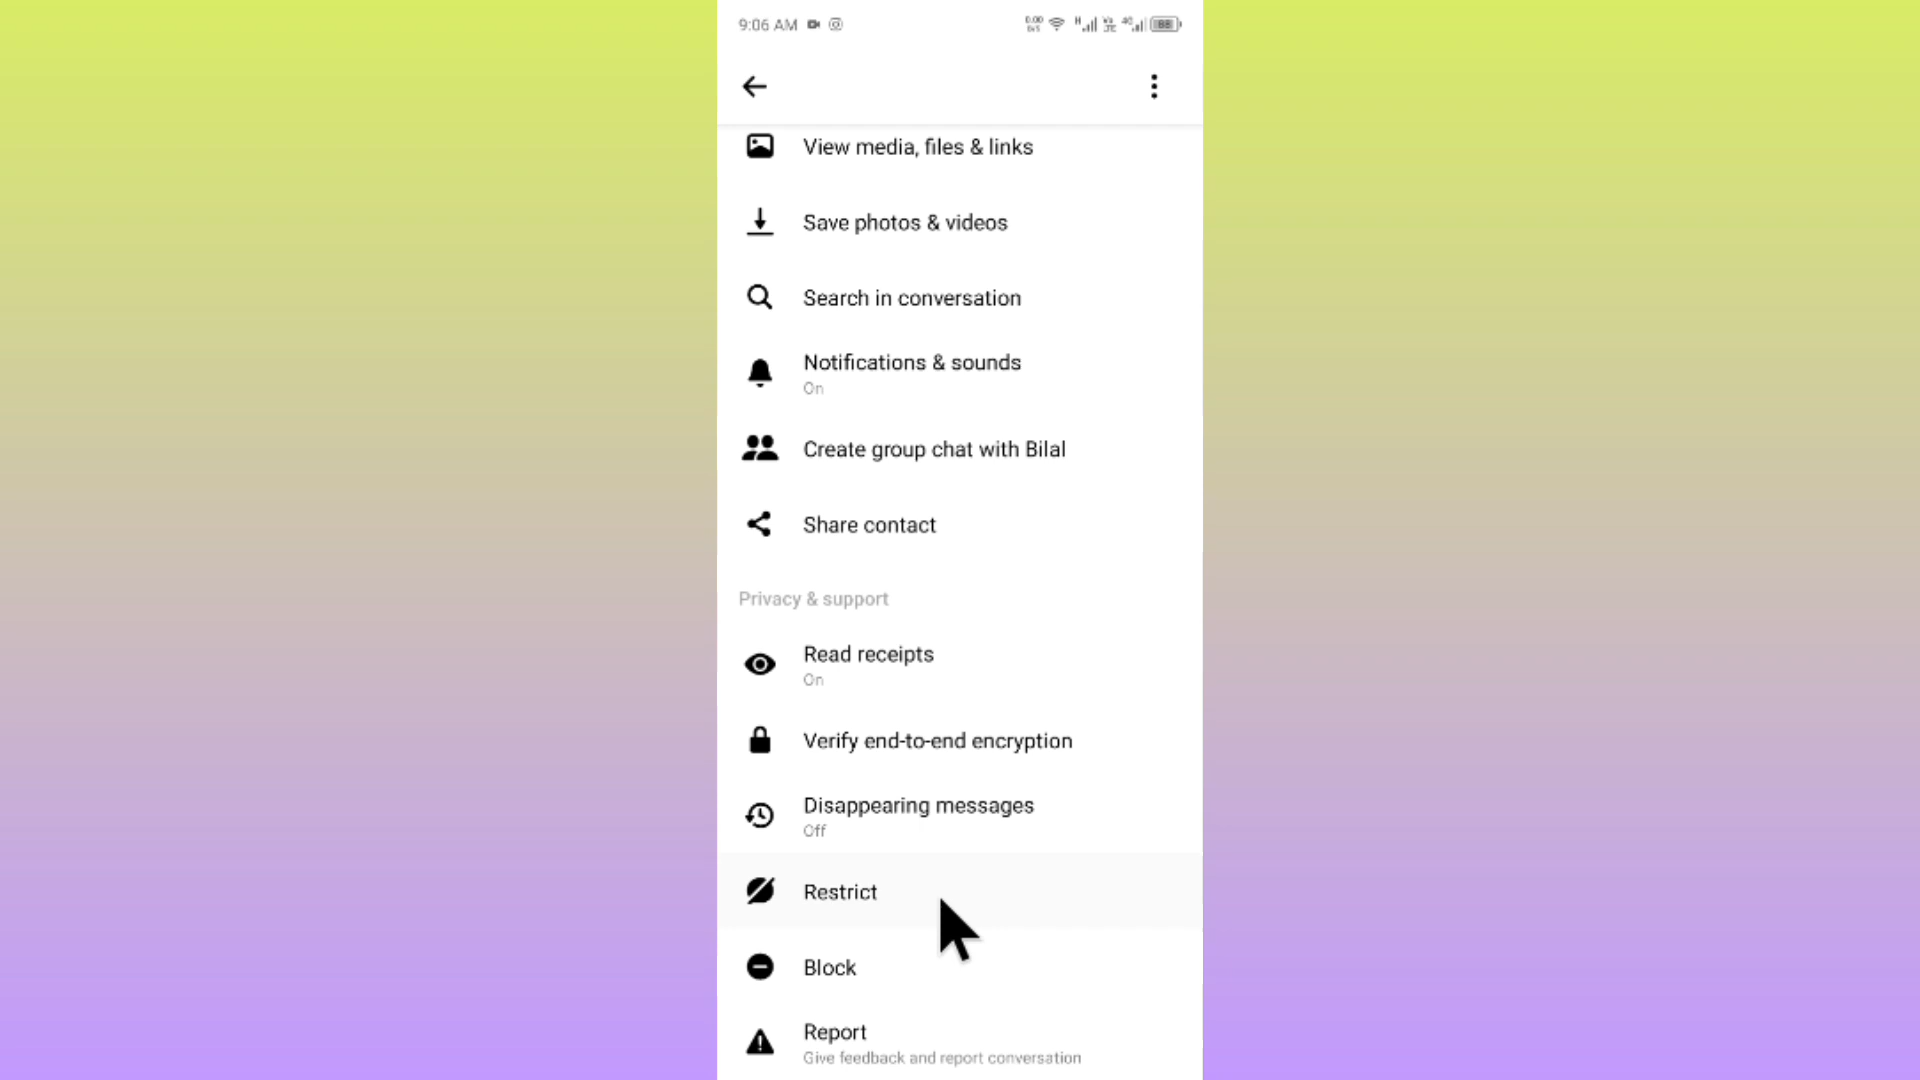 9:06 AM
88
View media, files & links
Save photos & videos
Search in conversation
Notifications & sounds
On
Create group chat with Bilal
Share contact
Privacy & support
Read receipts
On
Verify end-to-end encryption
Disappearing messages
Off
Restrict
Block
Report
Give feedback and report conversation